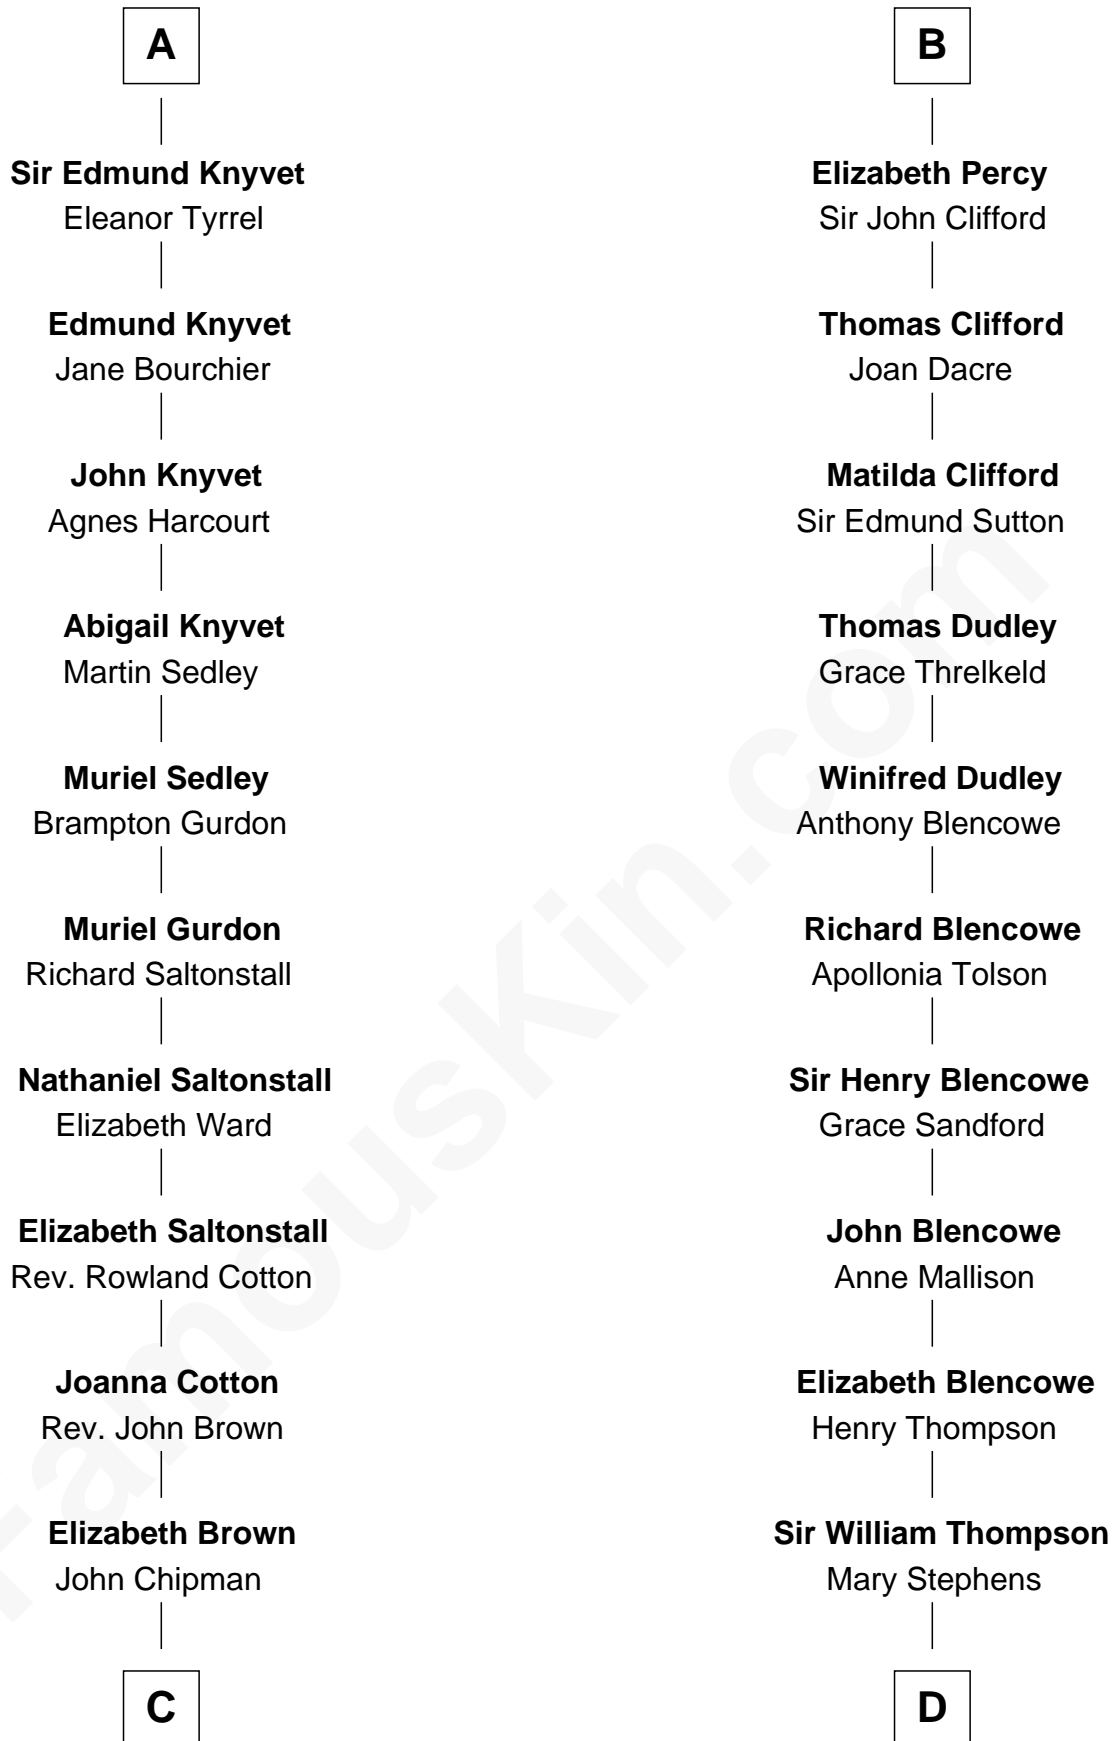 A
Sir Edmund Knyvet
Eleanor Tyrrel
Edmund Knyvet
Jane Bourchier
John Knyvet
Agnes Harcourt
Abigail Knyvet
Martin Sedley
Muriel Sedley
Brampton Gurdon
Muriel Gurdon
Richard Saltonstall
Nathaniel Saltonstall
Elizabeth Ward
Elizabeth Saltonstall
Rev. Rowland Cotton
Joanna Cotton
Rev. John Brown
Elizabeth Brown
John Chipman
C
B
Elizabeth Percy
Sir John Clifford
Thomas Clifford
Joan Dacre
Matilda Clifford
Sir Edmund Sutton
Thomas Dudley
Grace Threlkeld
Winifred Dudley
Anthony Blencowe
Richard Blencowe
Apollonia Tolson
Sir Henry Blencowe
Grace Sandford
John Blencowe
Anne Mallison
Elizabeth Blencowe
Henry Thompson
Sir William Thompson
Mary Stephens
D
FamousKin.com